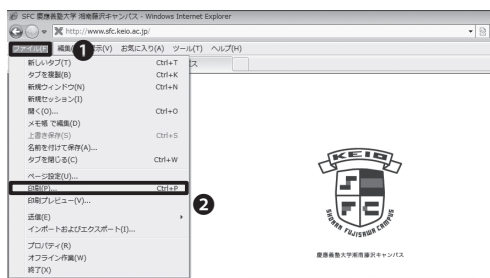 SFC 慶應義塾大学 湘南藤沢キャンパス - Windows Internet Explorer
http://www.sfc.keio.ac.jp/
ファイル(F) 編集 表示(V) お気に入り(A) ツール(T) ヘルプ(H)
❶
新しいタブ(T) Ctrl+T
タブを複製(B) Ctrl+K
新規ウィンドウ(N) Ctrl+N
新規セッション(I)
開く(O)... Ctrl+O
メモ帳 で編集(D)
上書き保存(S) Ctrl+S
名前を付けて保存(A)...
タブを閉じる(C) Ctrl+W
ページ設定(U)...
印刷(P)... Ctrl+P
印刷プレビュー(V)...
❷
送信(E)
インポートおよびエクスポート(I)...
プロパティ(R)
オフライン作業(W)
終了(X)
KEIO
SFC
SHONAN FUJISAWA CAMPUS
慶應義塾大学湘南藤沢キャンパス